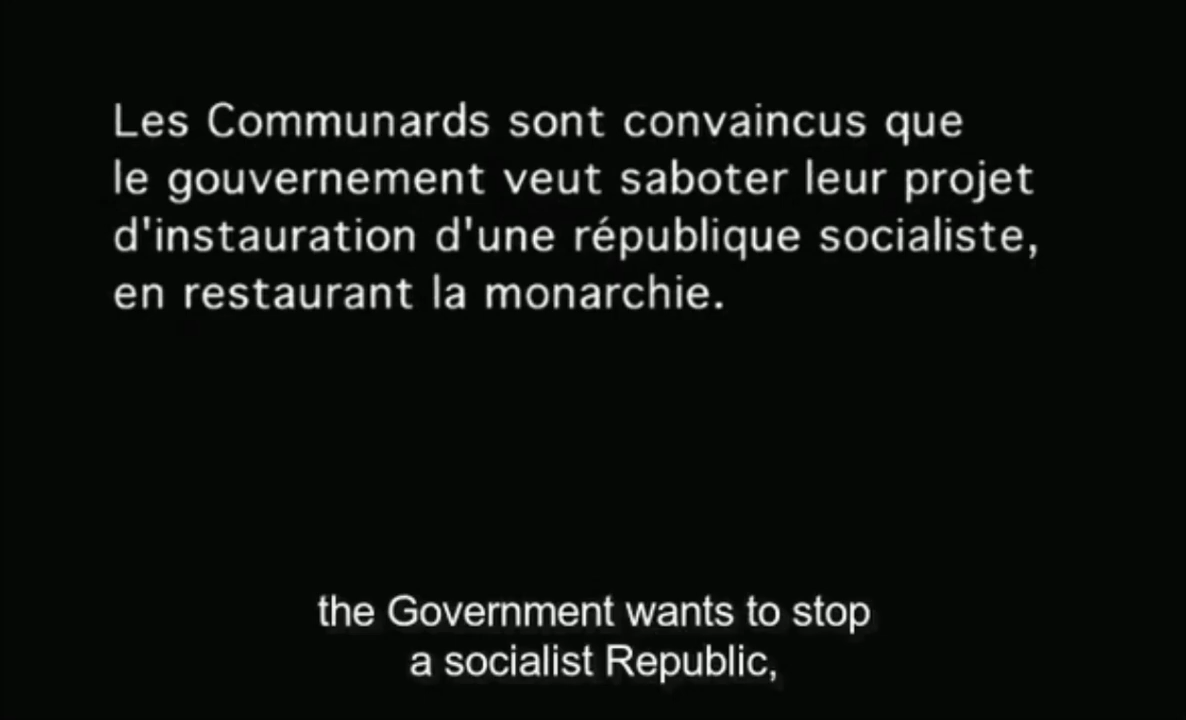 Les Communards sont convaincus que
le gouvernement veut saboter leur projet
d'instauration d'une république socialiste,
en restaurant la monarchie.
the Government wants to stop
a socialist Republic,